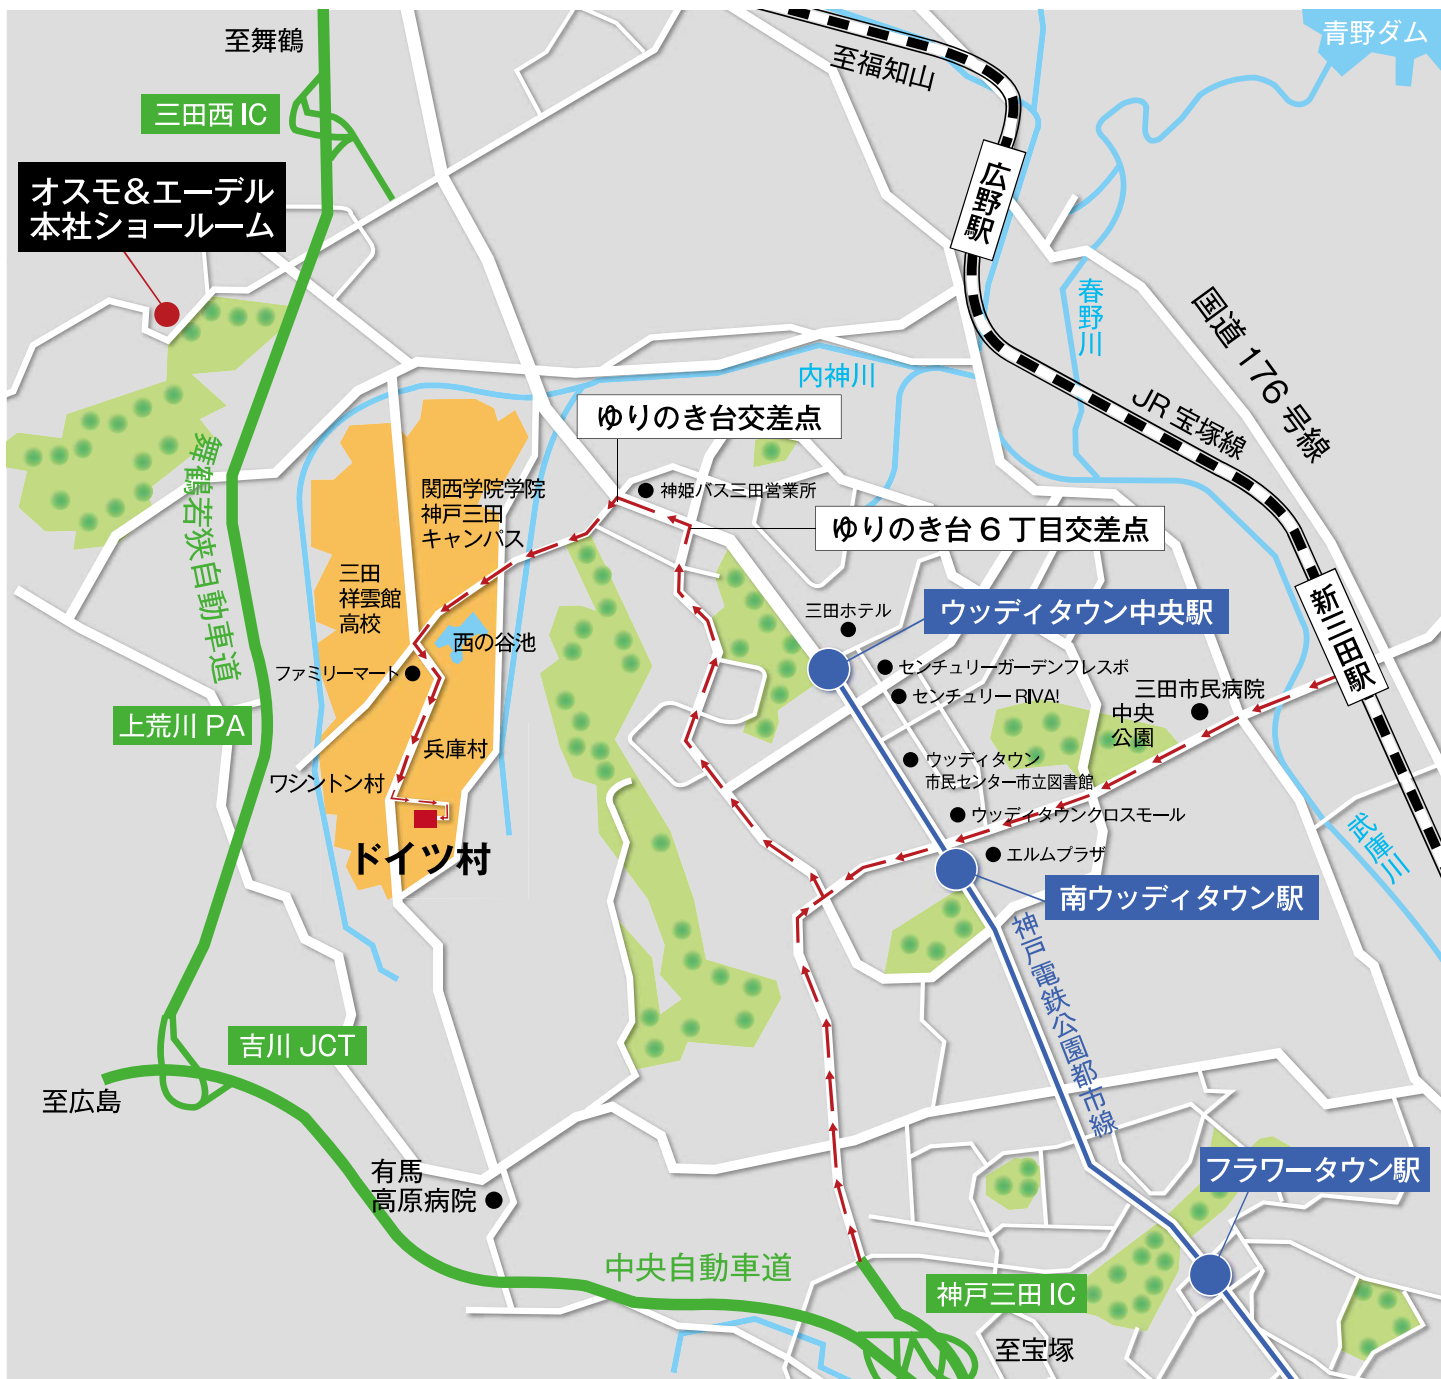 至舞鶴
三田西 IC
オスモ&エーデル
本社ショールーム
至福知山
青野ダム
広野駅
春野川
国道 176 号線
JR 宝塚線
内神川
ゆりのき台交差点
神姫バス三田営業所
ゆりのき台 6 丁目交差点
関西学院学院
神戸三田
キャンパス
舞鶴若狭自動車道
三田
祥雲館
高校
西の谷池
ファミリーマート
三田ホテル
ウッディタウン中央駅
新三田駅
センチュリーガーデンフレスポ
センチュリー RIVA!
三田市民病院
中央
公園
上荒川 PA
兵庫村
ワシントン村
ウッディタウン
市民センター市立図書館
ウッディタウンクロスモール
エルムプラザ
武庫川
ドイツ村
南ウッディタウン駅
神戸電鉄公園都市線
吉川 JCT
至広島
有馬
高原病院
フラワータウン駅
中央自動車道
神戸三田 IC
至宝塚